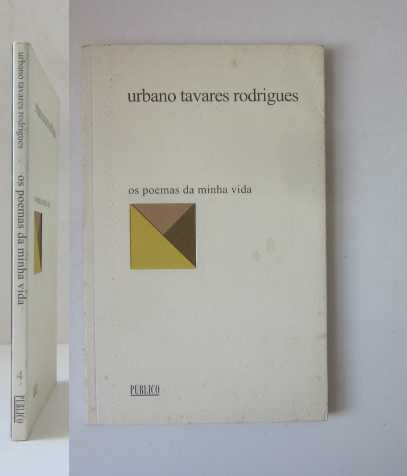 urbano tavares rodrigues
os poemas da minha vida
4
PÚBLICO
urbano tavares rodrigues
os poemas da minha vida
PÚBLICO